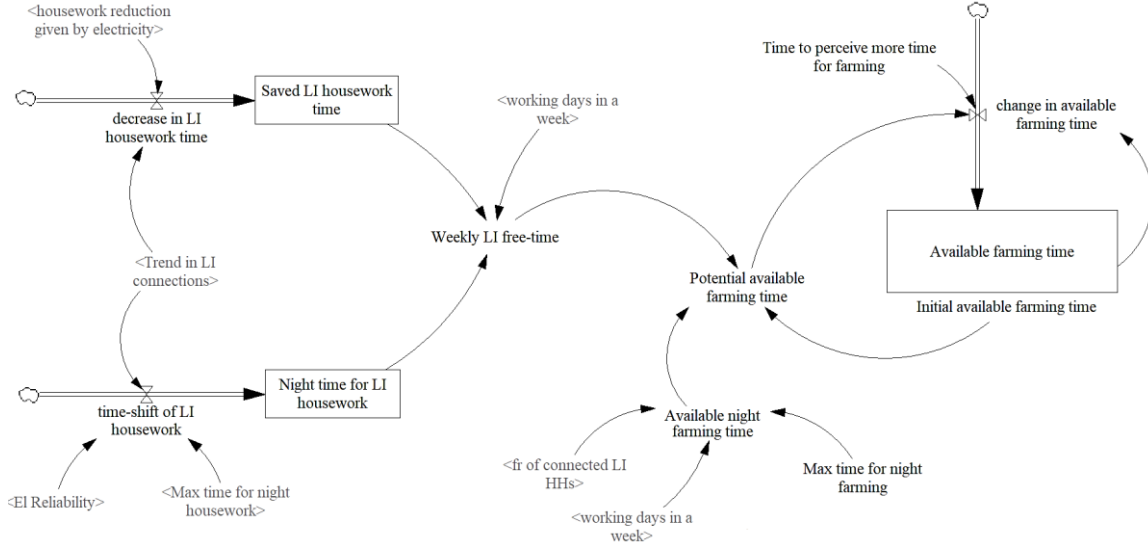 <housework reduction
given by electricity>
Time to perceive more time
for farming
Saved LI housework
time
<working days in a
week>
change in available
farming time
decrease in LI
housework time
Weekly LI free-time
Available farming time
<Trend in LI
connections>
Potential available
farming time
Initial available farming time
Night time for LI
housework
time-shift of LI
housework
Available night
farming time
<fr of connected LI
HHs>
Max time for night
farming
<El Reliability>
<Max time for night
housework>
<working days in a
week>